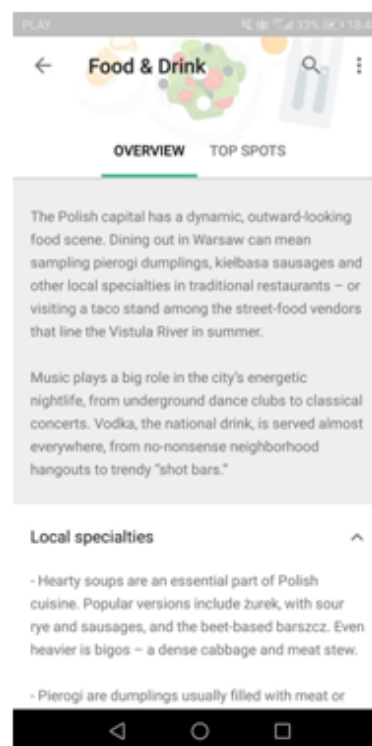 PLAY 33% 18:4
Food & Drink
OVERVIEW TOP SPOTS
The Polish capital has a dynamic, outward-looking
food scene. Dining out in Warsaw can mean
sampling pierogi dumplings, kiełbasa sausages and
other local specialties in traditional restaurants – or
visiting a taco stand among the street-food vendors
that line the Vistula River in summer.
Music plays a big role in the city's energetic
nightlife, from underground dance clubs to classical
concerts. Vodka, the national drink, is served almost
everywhere, from no-nonsense neighborhood
hangouts to trendy “shot bars.”
Local specialties
- Hearty soups are an essential part of Polish
cuisine. Popular versions include żurek, with sour
rye and sausages, and the beet-based barszcz. Even
heavier is bigos – a dense cabbage and meat stew.
- Pierogi are dumplings usually filled with meat or